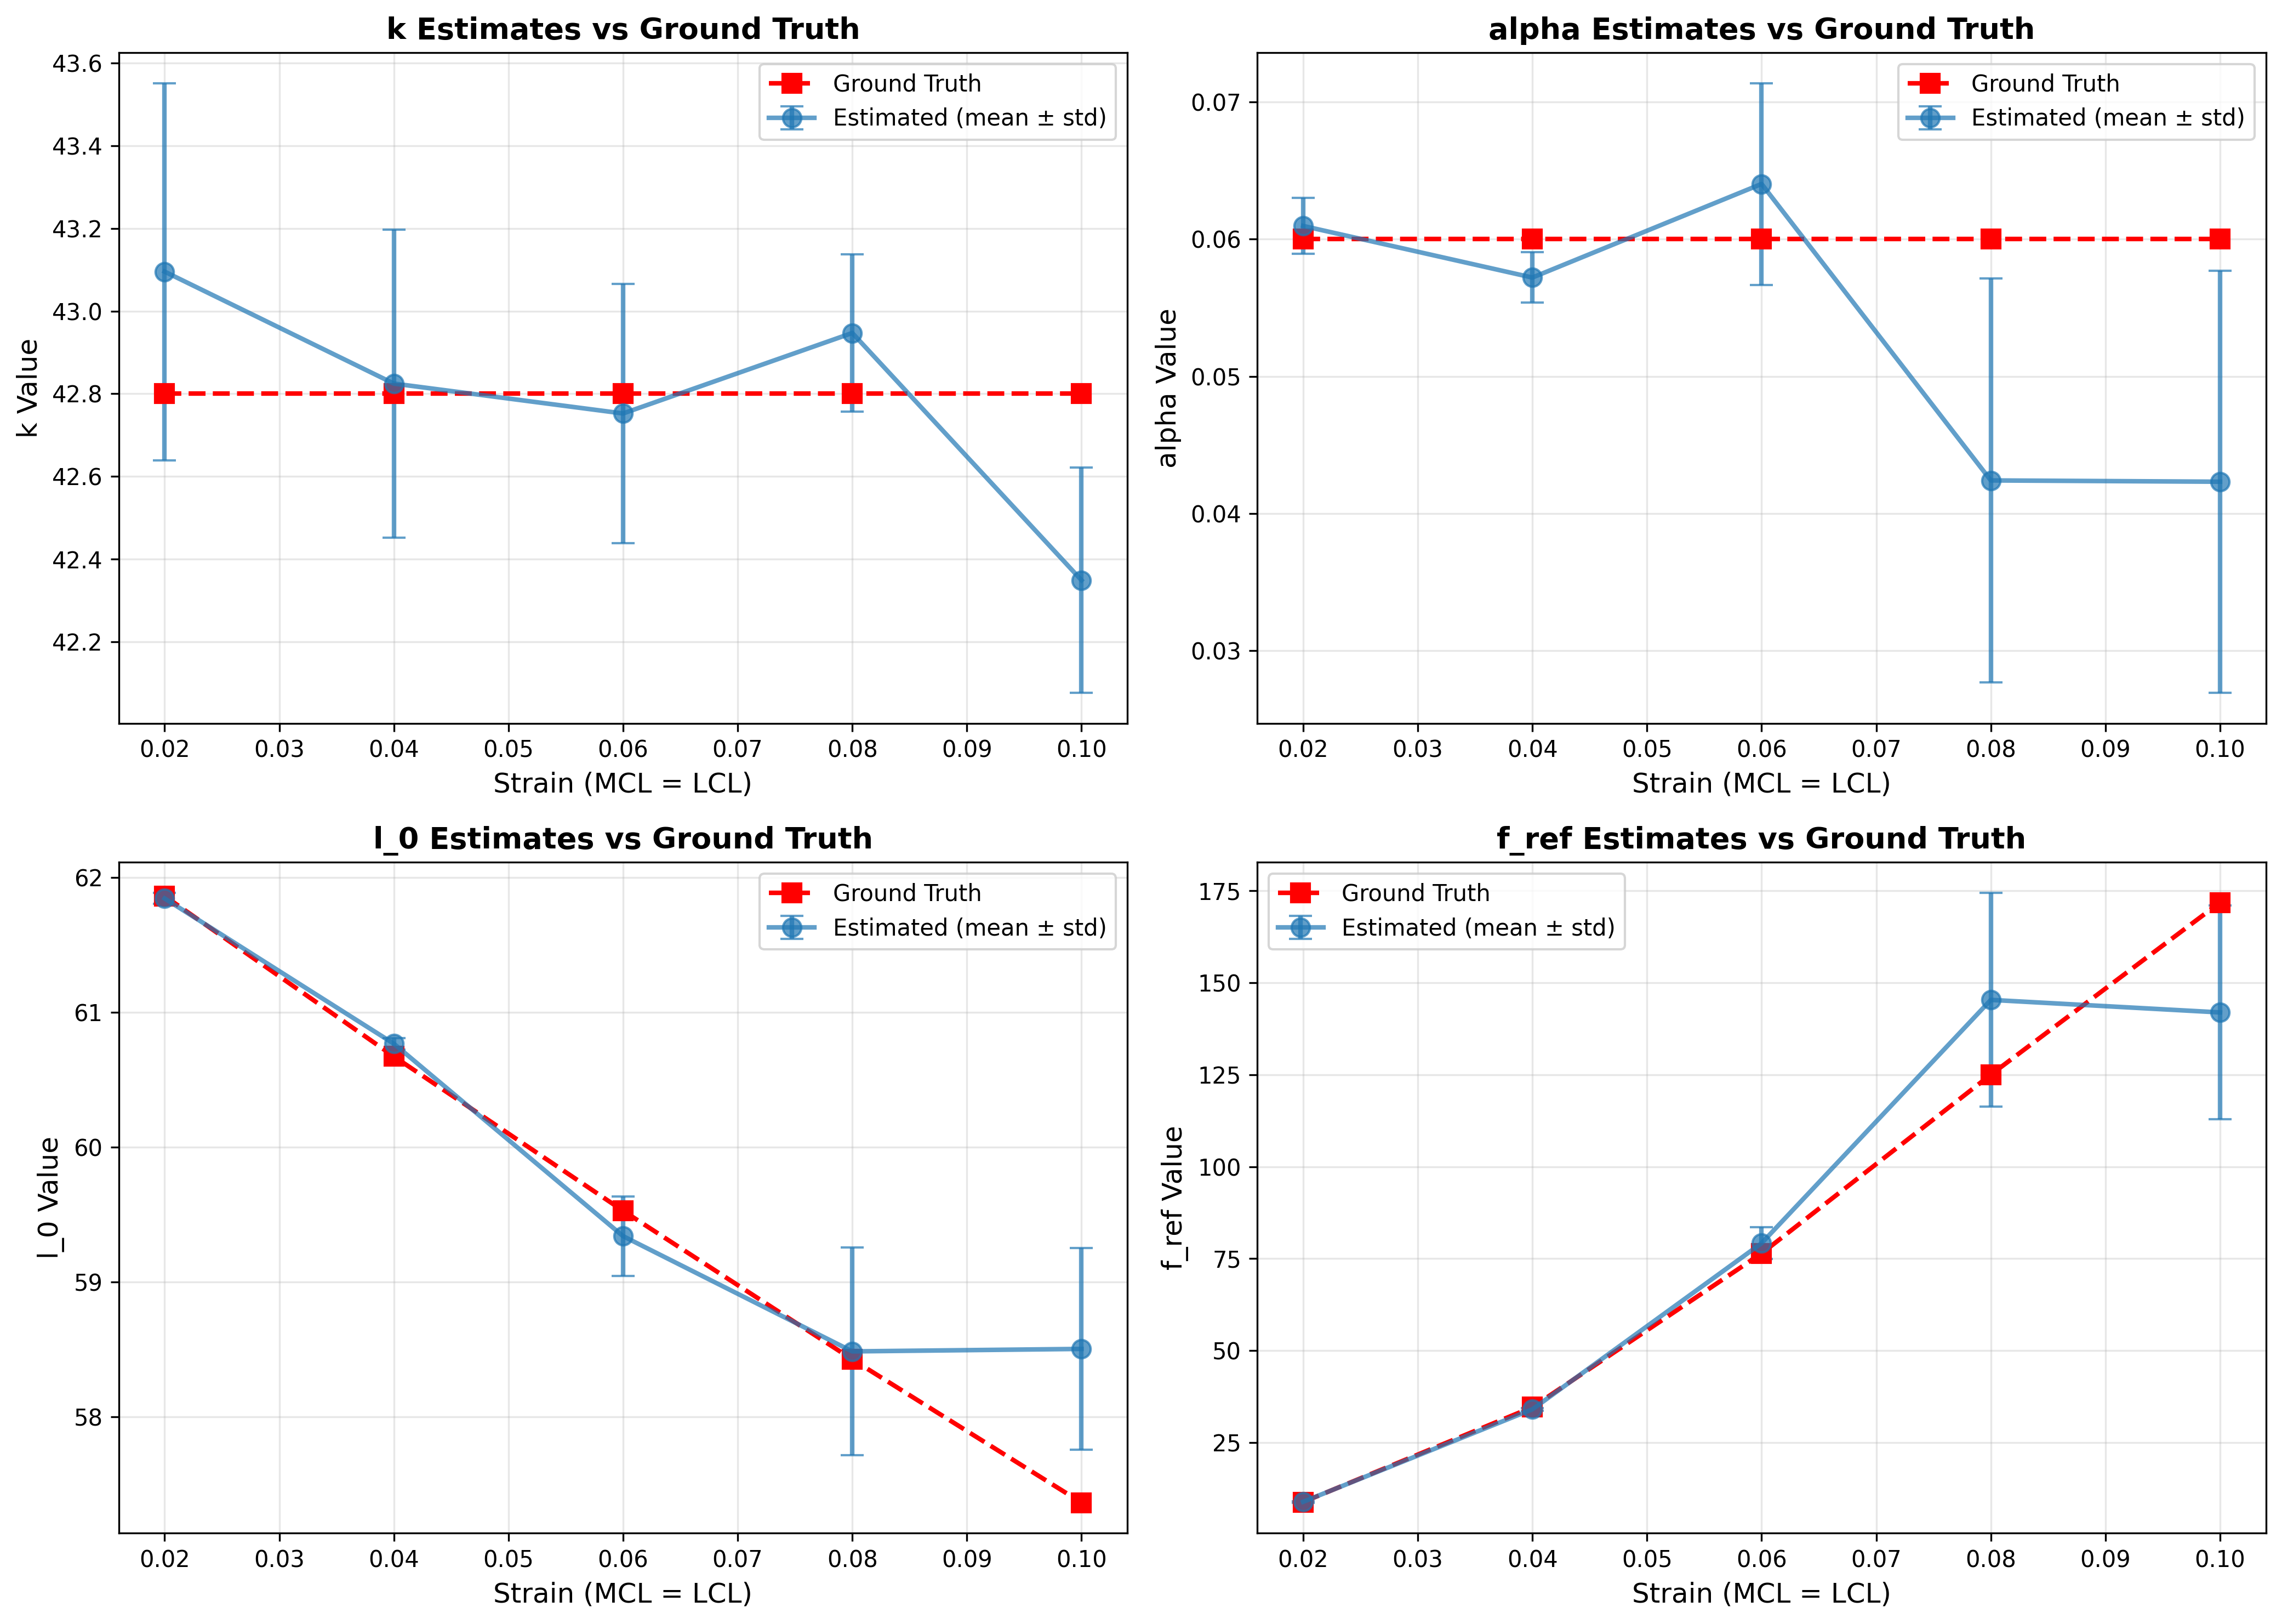 k Estimates vs Ground Truth
43.6
43.4
43.2
43.0
42.8
42.6
42.4
42.2
k Value
Ground Truth
Estimated (mean ± std)
0.02 0.03 0.04 0.05 0.06 0.07 0.08 0.09 0.10
Strain (MCL = LCL)
alpha Estimates vs Ground Truth
0.07
0.06
0.05
0.04
0.03
alpha Value
Ground Truth
Estimated (mean ± std)
0.02 0.03 0.04 0.05 0.06 0.07 0.08 0.09 0.10
Strain (MCL = LCL)
l_0 Estimates vs Ground Truth
62
61
60
59
58
l_0 Value
Ground Truth
Estimated (mean ± std)
0.02 0.03 0.04 0.05 0.06 0.07 0.08 0.09 0.10
Strain (MCL = LCL)
f_ref Estimates vs Ground Truth
175
150
125
100
75
50
25
f_ref Value
Ground Truth
Estimated (mean ± std)
0.02 0.03 0.04 0.05 0.06 0.07 0.08 0.09 0.10
Strain (MCL = LCL)